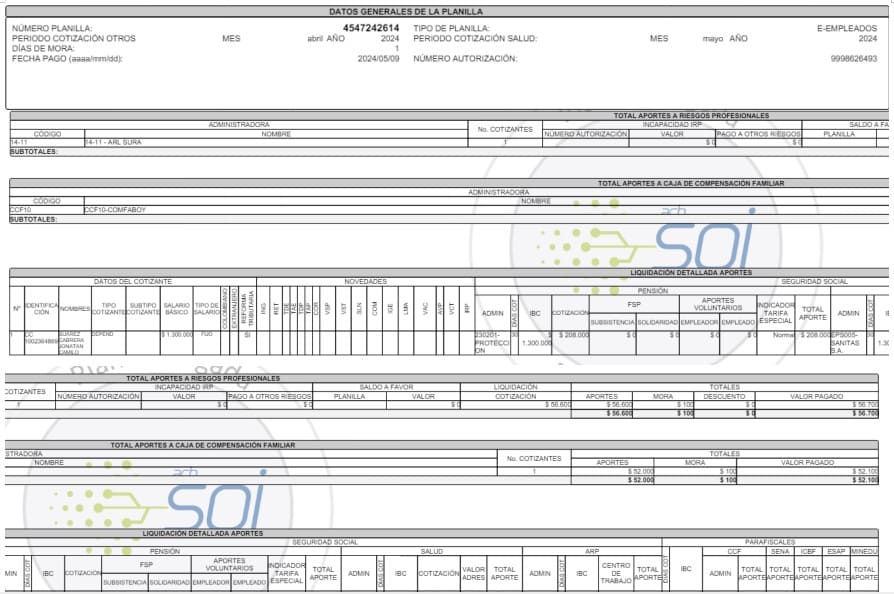 DATOS GENERALES DE LA PLANILLA
NÚMERO PLANILLA: 4547242614 TIPO DE PLANILLA: E-EMPLEADOS
PERIODO COTIZACIÓN OTROS MES abril AÑO 2024 PERIODO COTIZACIÓN SALUD: MES mayo AÑO 2024
DÍAS DE MORA: 1
FECHA PAGO (aaaa/mm/dd): 2024/05/09 NÚMERO AUTORIZACIÓN: 9998626493
TOTAL APORTES A RIESGOS PROFESIONALES
ADMINISTRADORA No. COTIZANTES INCAPACIDAD IRP SALDO A FA
CÓDIGO NOMBRE NÚMERO AUTORIZACIÓN VALOR PAGO A OTROS RIESGOS PLANILLA
14-11 14-11 - ARL SURA 1 $ 0 $ 0
SUBTOTALES:
TOTAL APORTES A CAJA DE COMPENSACIÓN FAMILIAR
ADMINISTRADORA
CÓDIGO NOMBRE
CCF10 CCF10-COMFABOY
SUBTOTALES:
ach
soi
LIQUIDACIÓN DETALLADA APORTES
DATOS DEL COTIZANTE NOVEDADES SEGURIDAD SOCIAL
PENSIÓN
Nº IDENTIFICACIÓN NOMBRES TIPO COTIZANTE SUBTIPO COTIZANTE SALARIO BÁSICO TIPO DE SALARIO COLOMBIANO EXTRANJERO REFORMA TRIBUTARIA ING RET TDE TAE TDP TAP COR VSP VST SLN COM IGE LMA VAC AVP VCT IRP ADMIN DIAS COT IBC COTIZACIÓN FSP APORTES VOLUNTARIOS INDICADOR TARIFA ESPECIAL TOTAL APORTE ADMIN DIAS COT
SUBSISTENCIA SOLIDARIDAD EMPLEADOR EMPLEADO
1 CC 1002364869 SUAREZ CABRERA JONATAN CAMILO DEPEND $ 1.300.000 FIJO SI 230201-PROTECCION 30 $ 1.300.000 $ 208.000 $ 0 $ 0 $ 0 $ 0 Normal $ 208.000 EPS005-SANITAS S.A. 30
TOTAL APORTES A RIESGOS PROFESIONALES
COTIZANTES INCAPACIDAD IRP SALDO A FAVOR LIQUIDACIÓN TOTALES
NÚMERO AUTORIZACIÓN VALOR PAGO A OTROS RIESGOS PLANILLA VALOR COTIZACIÓN APORTES MORA DESCUENTO VALOR PAGADO
1 $ 0 $ 0 $ 0 $ 56.600 $ 56.600 $ 100 $ 0 $ 56.700
$ 56.600 $ 100 $ 0 $ 56.700
TOTAL APORTES A CAJA DE COMPENSACIÓN FAMILIAR
STRADORA No. COTIZANTES TOTALES
NOMBRE APORTES MORA VALOR PAGADO
1 $ 52.000 $ 100 $ 52.100
$ 52.000 $ 100 $ 52.100
ach
soi
LIQUIDACIÓN DETALLADA APORTES
SEGURIDAD SOCIAL PARAFISCALES
PENSIÓN SALUD ARP CCF SENA ICBF ESAP MINEDU
MIN DIAS COT IBC COTIZACIÓN FSP APORTES VOLUNTARIOS INDICADOR TARIFA ESPECIAL TOTAL APORTE ADMIN DIAS COT IBC COTIZACIÓN VALOR ADRES TOTAL APORTE ADMIN DIAS COT IBC CENTRO DE TRABAJO TOTAL APORTE DIAS COT IBC ADMIN TOTAL APORTE TOTAL APORTE TOTAL APORTE TOTAL APORTE TOTAL APORTE
SUBSISTENCIA SOLIDARIDAD EMPLEADOR EMPLEADO